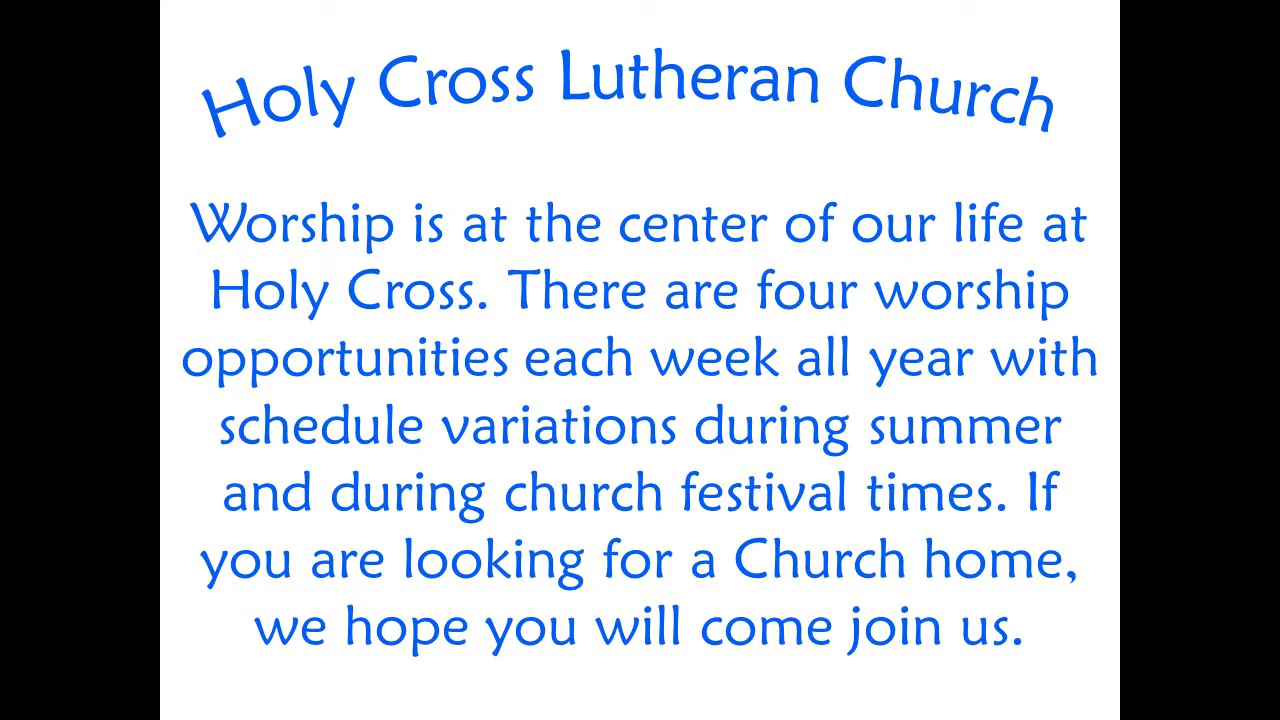 Holy Cross Lutheran Church
Worship is at the center of our life at
Holy Cross. There are four worship
opportunities each week all year with
schedule variations during summer
and during church festival times. If
you are looking for a Church home,
we hope you will come join us.